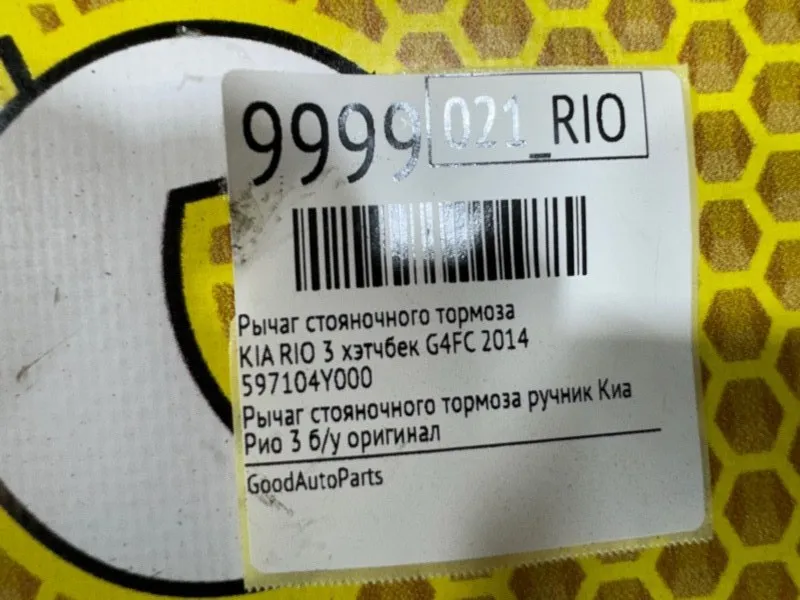 9999 021_RIO
Рычаг стояночного тормоза
KIA RIO 3 хэтчбек G4FC 2014
597104Y000
Рычаг стояночного тормоза ручник Киа
Рио 3 б/у оригинал
GoodAutoParts